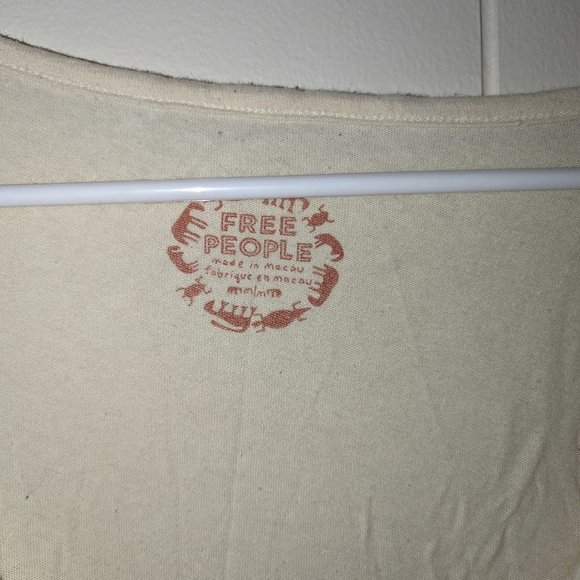 FREE
PEOPLE
made in macau
fabrique en macau
m/m